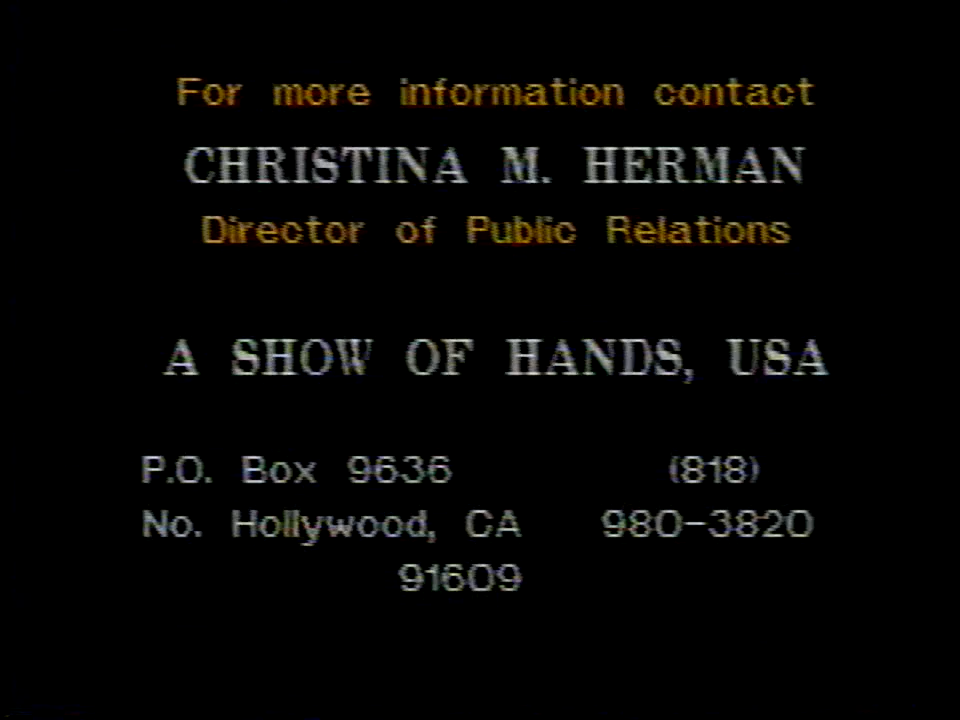 For more information contact
CHRISTINA M. HERMAN
Director of Public Relations
A SHOW OF HANDS, USA
P.O. Box 9636 (818)
No. Hollywood, CA 980-3820
91609